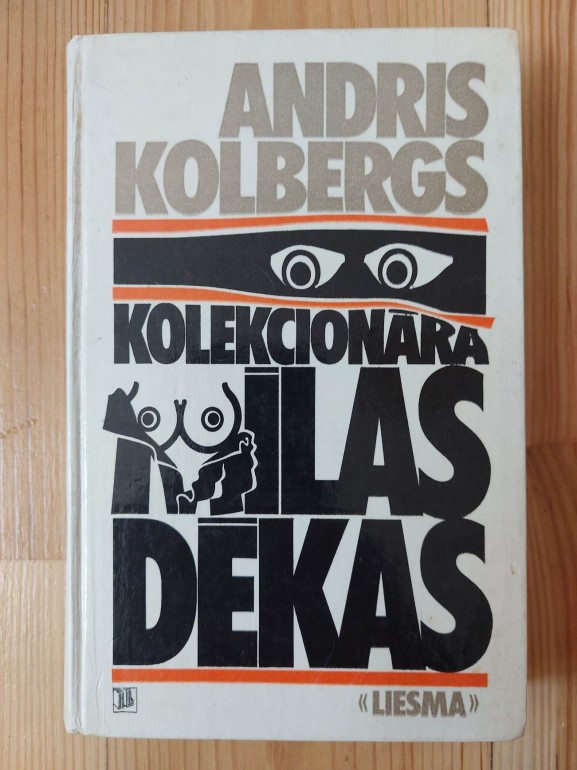 ANDRIS
KOLBERGS
KOLEKCIONĀRA
MĪLAS
DĒKAS
«LIESMA»